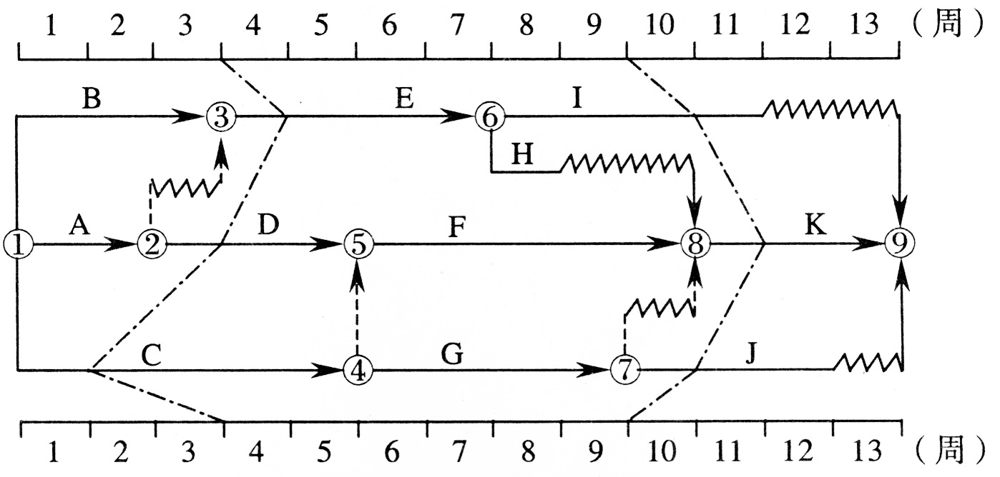 1 2 3 4 5 6 7 8 9 10 11 12 13 (周)
B E I
③ ⑥
H
A D F K
① ② ⑤ ⑧ ⑨
C G J
④ ⑦
1 2 3 4 5 6 7 8 9 10 11 12 13 (周)